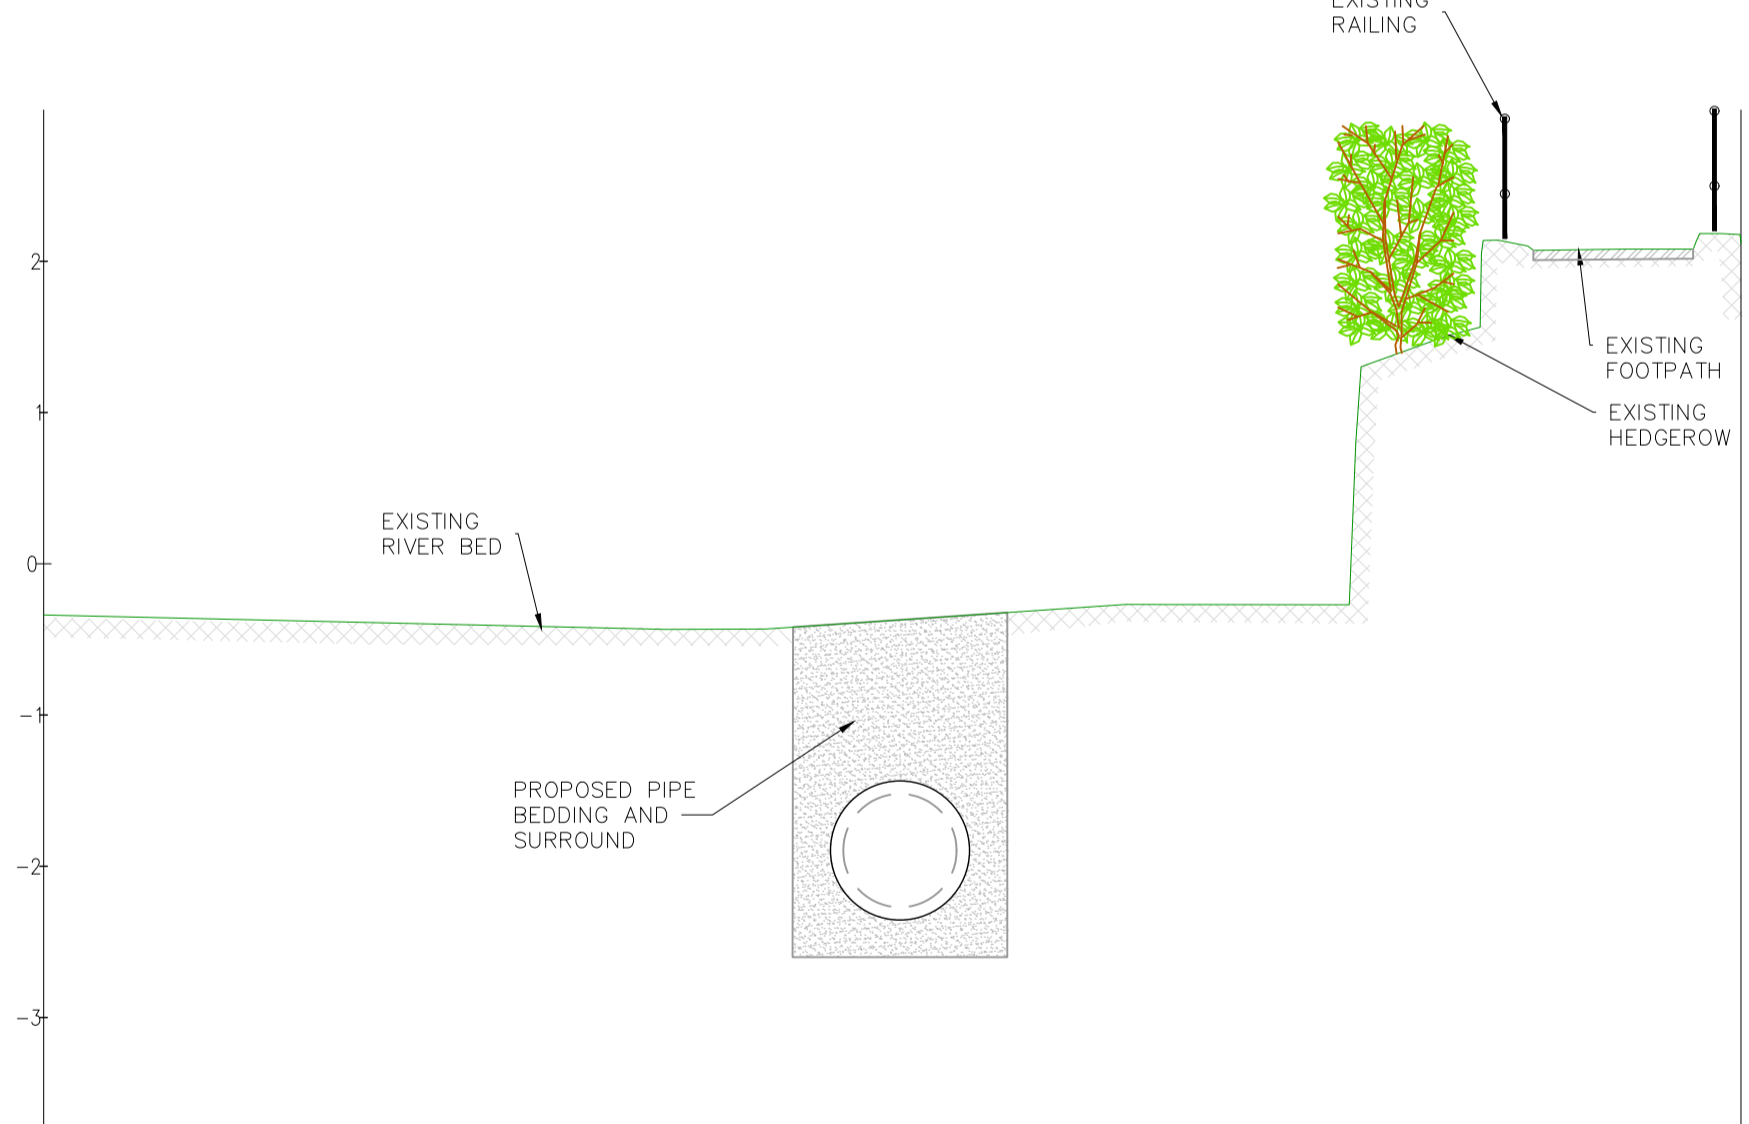 EXISTING
RAILING
2
EXISTING
FOOTPATH
1
EXISTING
HEDGEROW
EXISTING
RIVER BED
0
-1
PROPOSED PIPE
BEDDING AND
SURROUND
-2
-3